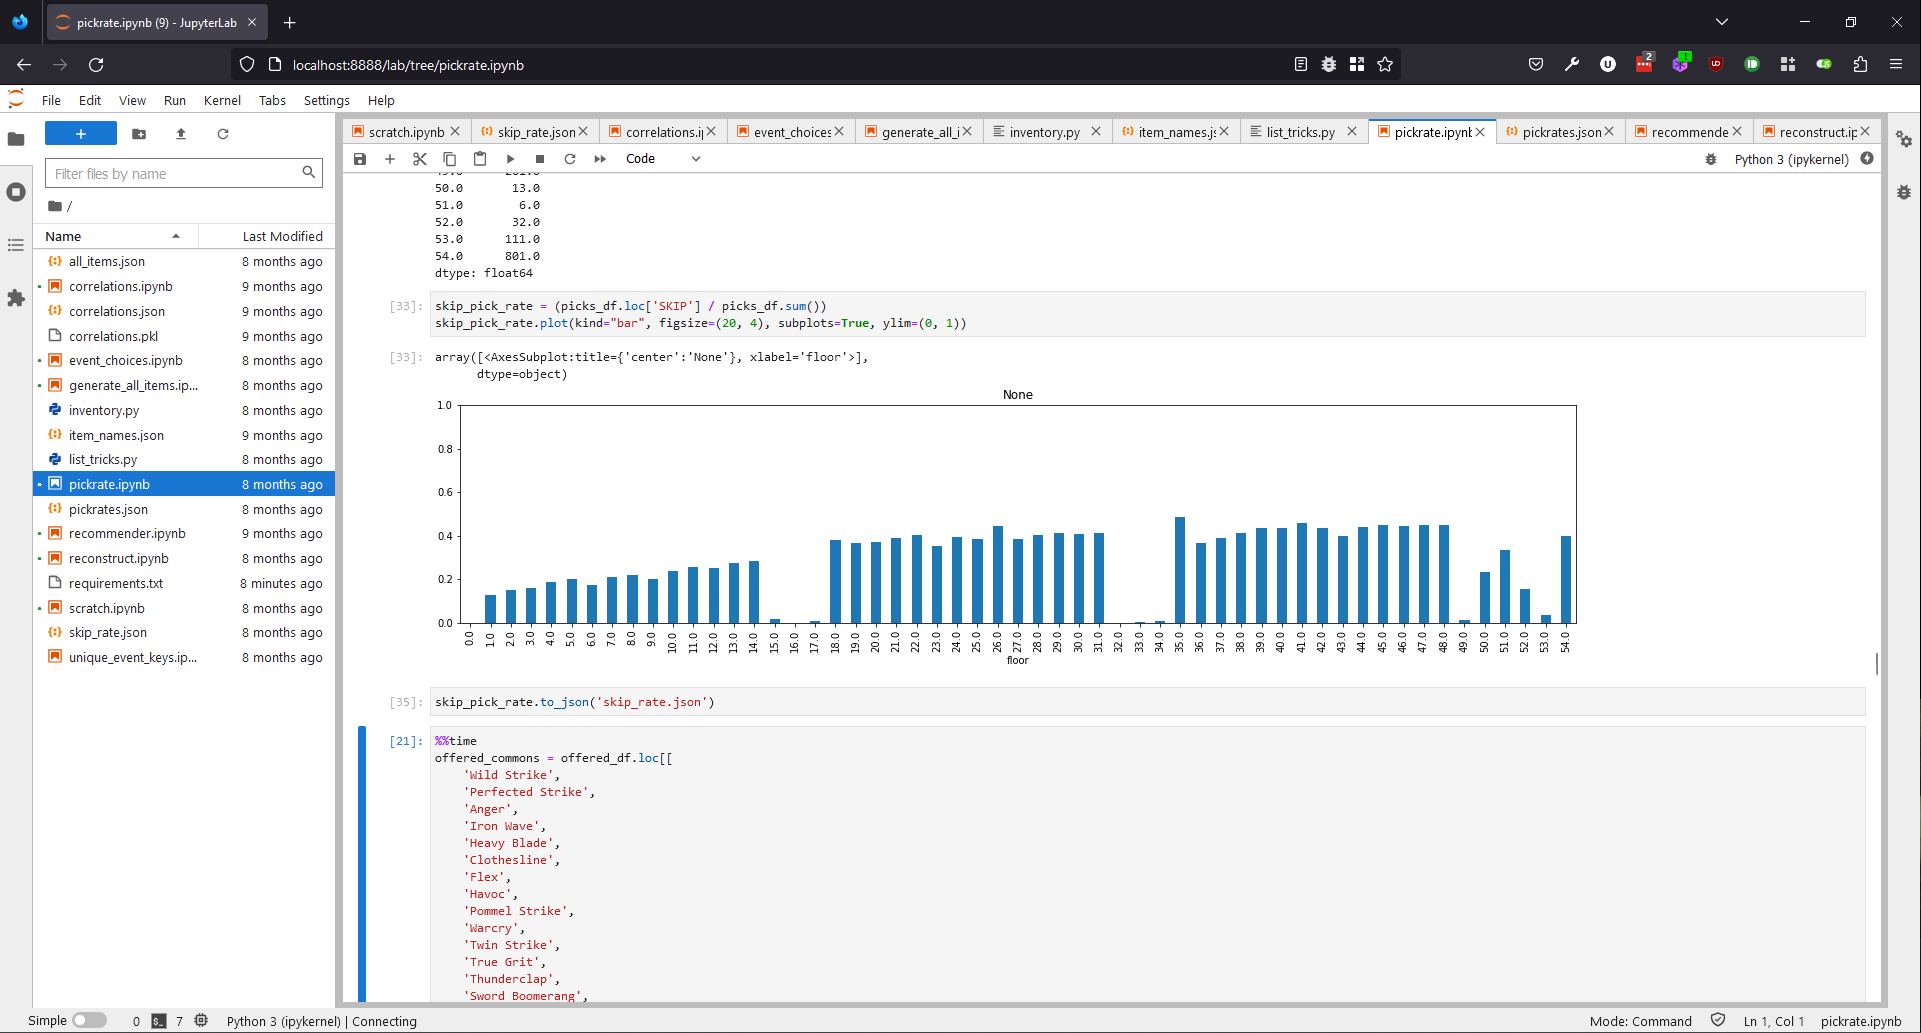 pickrate.ipynb (9) - JupyterLab
localhost:8888/lab/tree/pickrate.ipynb
2
File Edit View Run Kernel Tabs Settings Help
scratch.ipynb skip_rate.json correlations.i event_choices generate_all_i inventory.py item_names.js list_tricks.py pickrate.ipynb pickrates.json recommende reconstruct.ip
Filter files by name
Code
Python 3 (ipykernel)
/
Name Last Modified
all_items.json 8 months ago
correlations.ipynb 9 months ago
correlations.json 9 months ago
correlations.pkl 9 months ago
event_choices.ipynb 8 months ago
generate_all_items.ip... 8 months ago
inventory.py 8 months ago
item_names.json 9 months ago
list_tricks.py 8 months ago
pickrate.ipynb 8 months ago
pickrates.json 8 months ago
recommender.ipynb 9 months ago
reconstruct.ipynb 8 months ago
requirements.txt 8 minutes ago
scratch.ipynb 8 months ago
skip_rate.json 8 months ago
unique_event_keys.ip... 8 months ago
50.0 13.0
51.0 6.0
52.0 32.0
53.0 111.0
54.0 801.0
dtype: float64
[33]: skip_pick_rate = (picks_df.loc['SKIP'] / picks_df.sum())
skip_pick_rate.plot(kind="bar", figsize=(20, 4), subplots=True, ylim=(0, 1))
[33]: array([<AxesSubplot:title={'center':'None'}, xlabel='floor'>],
dtype=object)
None
1.0
0.8
0.6
0.4
0.2
0.0
0.0 1.0 2.0 3.0 4.0 5.0 6.0 7.0 8.0 9.0 10.0 11.0 12.0 13.0 14.0 15.0 16.0 17.0 18.0 19.0 20.0 21.0 22.0 23.0 24.0 25.0 26.0 27.0 28.0 29.0 30.0 31.0 32.0 33.0 34.0 35.0 36.0 37.0 38.0 39.0 40.0 41.0 42.0 43.0 44.0 45.0 46.0 47.0 48.0 49.0 50.0 51.0 52.0 53.0 54.0
floor
[35]: skip_pick_rate.to_json('skip_rate.json')
[21]: %%time
offered_commons = offered_df.loc[[
'Wild Strike',
'Perfected Strike',
'Anger',
'Iron Wave',
'Heavy Blade',
'Clothesline',
'Flex',
'Havoc',
'Pommel Strike',
'Warcry',
'Twin Strike',
'True Grit',
'Thunderclap',
'Sword Boomerang',
Simple 0 7 Python 3 (ipykernel) | Connecting
Mode: Command Ln 1, Col 1 pickrate.ipynb